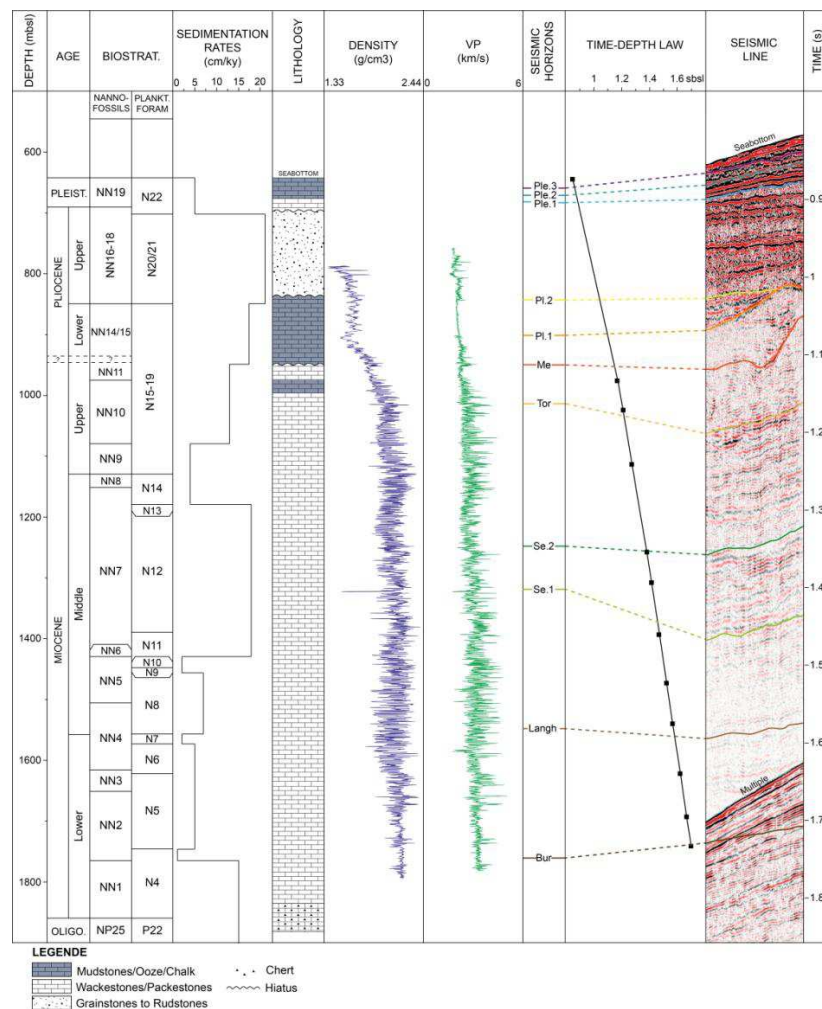 DEPTH (mbsl)
AGE
BIOSTRAT.
NANNO-
FOSSILS
PLANKT.
FORAM
SEDIMENTATION
RATES
(cm/ky)
0 5 10 15 20
LITHOLOGY
DENSITY
(g/cm3)
1.33 2.44
VP
(km/s)
0 6
SEISMIC
HORIZONS
TIME-DEPTH LAW
1 1.2 1.4 1.6 sbsl
SEISMIC
LINE
TIME (s)
600
800
1000
1200
1400
1600
1800
PLEIST.
PLIOCENE
Upper
Lower
?
MIOCENE
Upper
Middle
Lower
OLIGO.
NN19
NN16-18
NN14/15
NN11
NN10
NN9
NN8
NN7
NN6
NN5
NN4
NN3
NN2
NN1
NP25
N22
N20/21
N15-19
N14
N13
N12
N11
N10
N9
N8
N7
N6
N5
N4
P22
SEABOTTOM
Ple.3
Ple.2
Ple.1
Pl.2
Pl.1
Me
Tor
Se.2
Se.1
Langh
Bur
Seabottom
Multiple
0.9
1
1.1
1.2
1.3
1.4
1.5
1.6
1.7
1.8
LEGENDE
Mudstones/Ooze/Chalk
Wackestones/Packestones
Grainstones to Rudstones
Chert
Hiatus